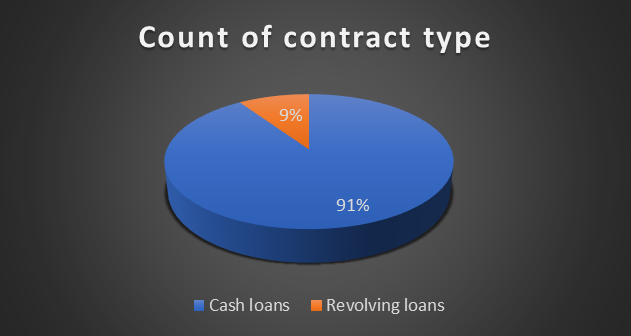 Count of contract type
9%
91%
Cash loans Revolving loans